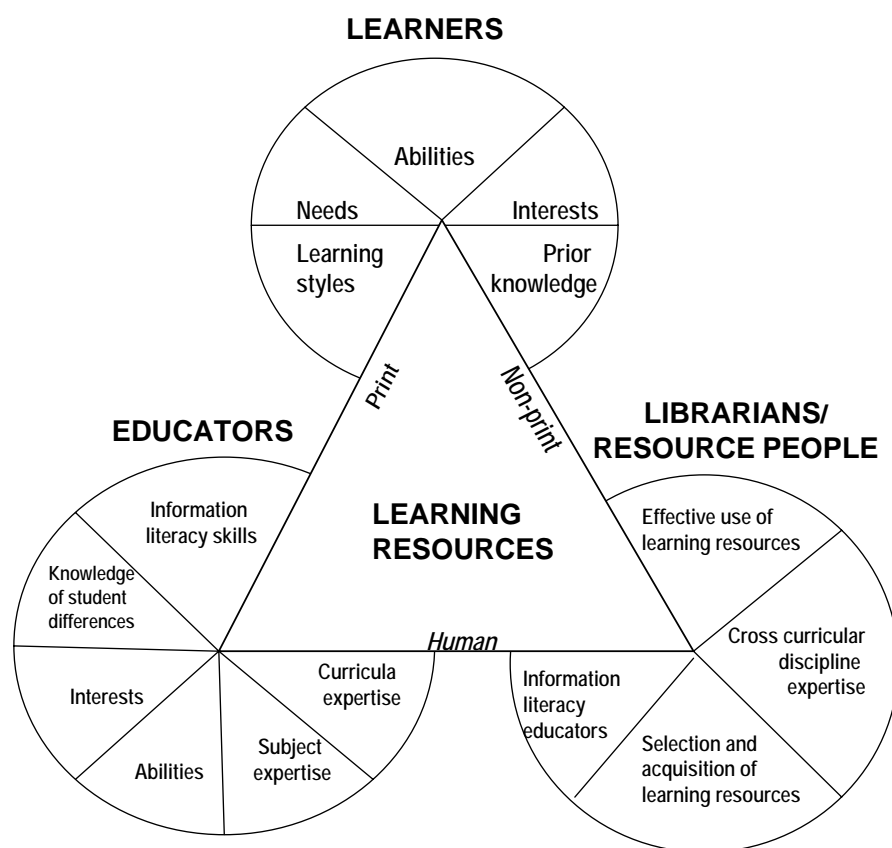 LEARNERS
Abilities
Needs
Interests
Learning
styles
Prior
knowledge
Print
Non-print
EDUCATORS
LIBRARIANS/
RESOURCE PEOPLE
Information
literacy skills
Knowledge
of student
differences
Interests
Abilities
Subject
expertise
Curricula
expertise
LEARNING
RESOURCES
Human
Effective use of
learning resources
Cross curricular
discipline
expertise
Information
literacy
educators
Selection and
acquisition of
learning resources